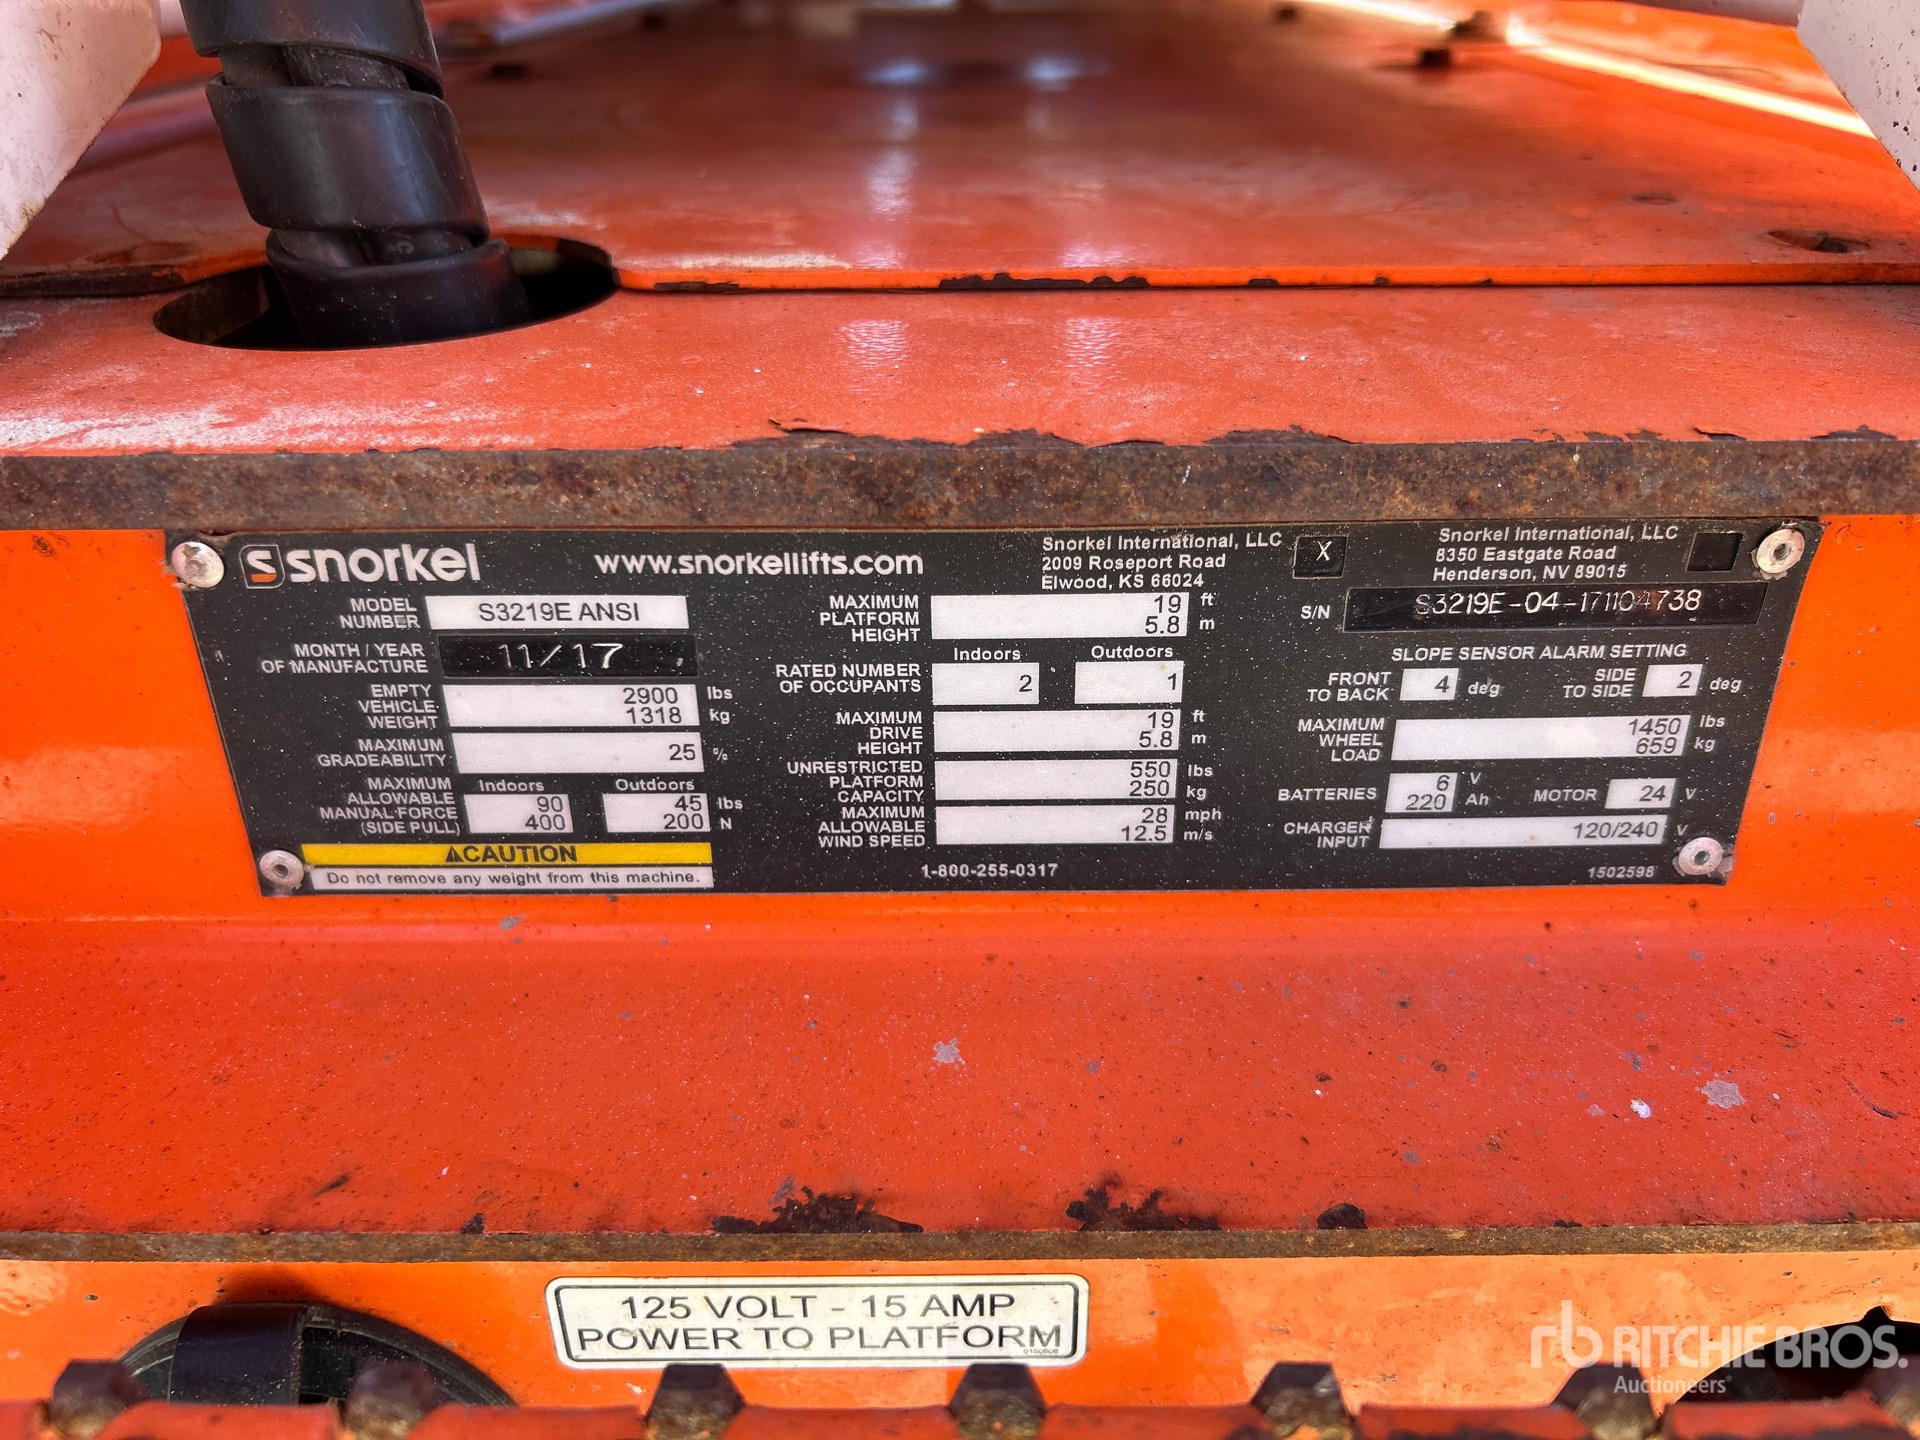 snorkel
www.snorkellifts.com
Snorkel International, LLC
2009 Roseport Road
Elwood, KS 66024
X
Snorkel International, LLC
8350 Eastgate Road
Henderson, NV 89015
MODEL
NUMBER
S3219E ANSI
MONTH / YEAR
OF MANUFACTURE
11/17
EMPTY
VEHICLE
WEIGHT
2900 lbs
1318 kg
MAXIMUM
GRADEABILITY
25 %
MAXIMUM
ALLOWABLE
MANUAL FORCE
(SIDE PULL)
Indoors
90
400
Outdoors
45 lbs
200 N
⚠CAUTION
Do not remove any weight from this machine.
MAXIMUM
PLATFORM
HEIGHT
19 ft
5.8 m
RATED NUMBER
OF OCCUPANTS
Indoors
2
Outdoors
1
MAXIMUM
DRIVE
HEIGHT
19 ft
5.8 m
UNRESTRICTED
PLATFORM
CAPACITY
550 lbs
250 kg
MAXIMUM
ALLOWABLE
WIND SPEED
28 mph
12.5 m/s
1-800-255-0317
S/N S3219E-04-171104738
SLOPE SENSOR ALARM SETTING
FRONT
TO BACK
4 deg
SIDE
TO SIDE
2 deg
MAXIMUM
WHEEL
LOAD
1450 lbs
659 kg
BATTERIES
6 V
220 Ah
MOTOR 24 V
CHARGER
INPUT
120/240 V
1502598
125 VOLT - 15 AMP
POWER TO PLATFORM
rb RITCHIE BROS.
Auctioneers